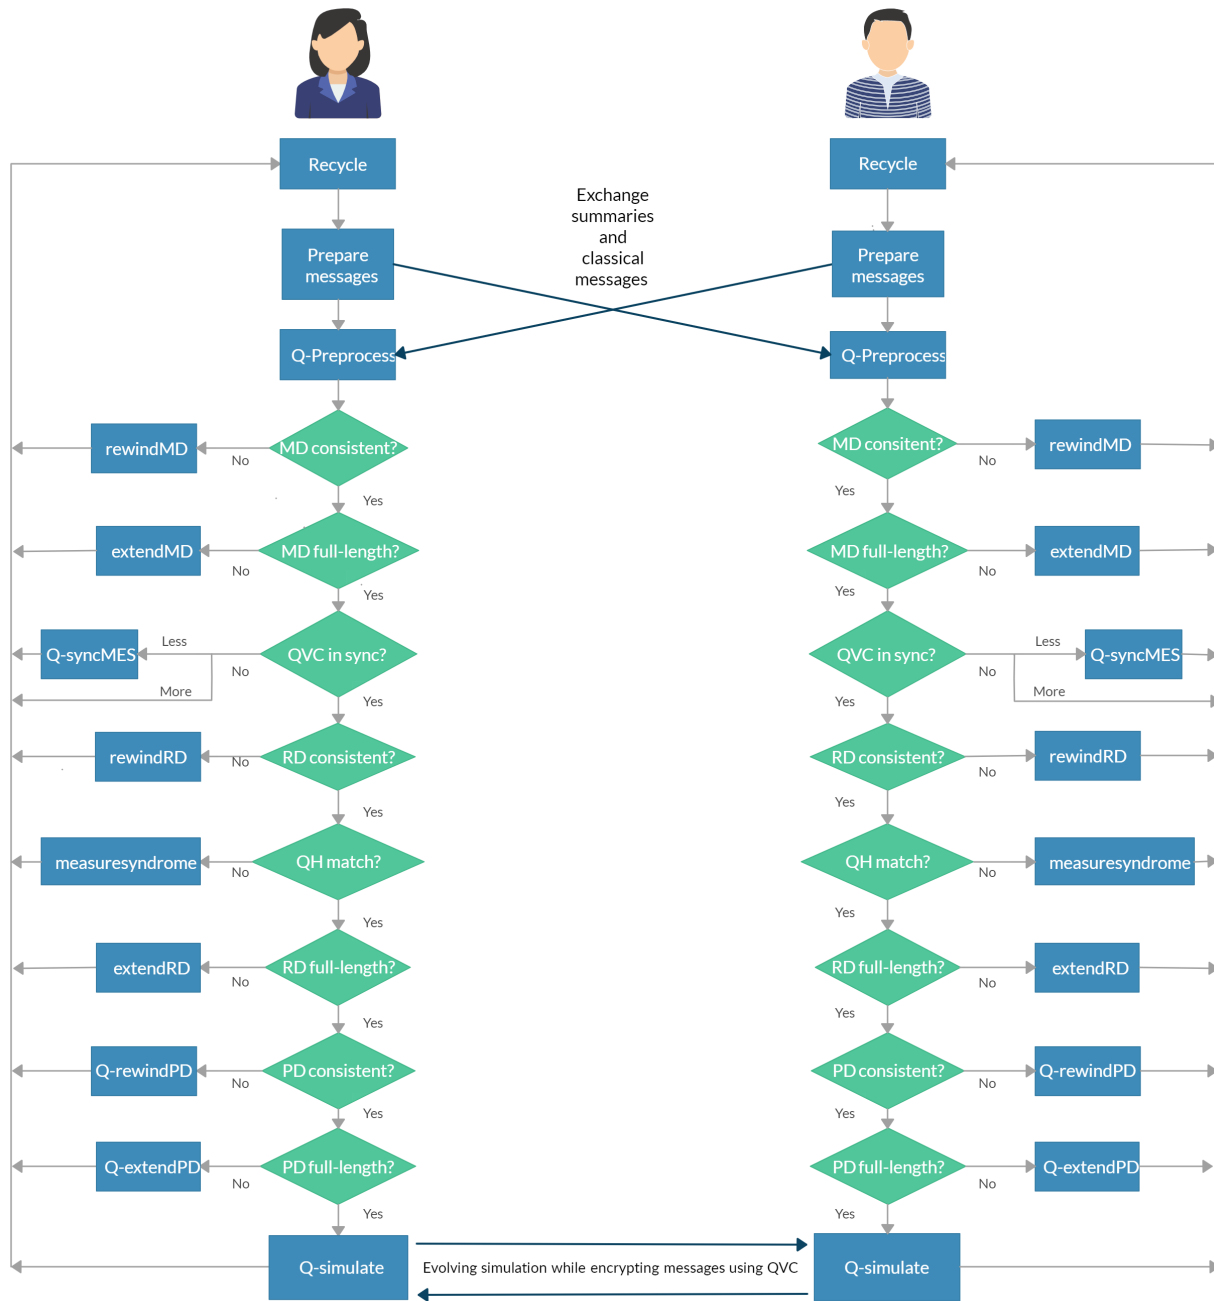 Recycle
Recycle
Exchange
summaries
and
classical
messages
Prepare
messages
Prepare
messages
Q-Preprocess
Q-Preprocess
rewindMD
No
MD consistent?
MD consitent?
No
rewindMD
Yes
Yes
extendMD
No
MD full-length?
MD full-length?
No
extendMD
Yes
Yes
Q-syncMES
Less
No
More
QVC in sync?
QVC in sync?
No
Less
More
Q-syncMES
Yes
Yes
rewindRD
No
RD consistent?
RD consistent?
No
rewindRD
Yes
Yes
measuresyndrome
No
QH match?
QH match?
No
measuresyndrome
Yes
Yes
extendRD
No
RD full-length?
RD full-length?
No
extendRD
Yes
Yes
Q-rewindPD
No
PD consistent?
PD consistent?
No
Q-rewindPD
Yes
Yes
Q-extendPD
No
PD full-length?
PD full-length?
No
Q-extendPD
Yes
Yes
Q-simulate
Evolving simulation while encrypting messages using QVC
Q-simulate